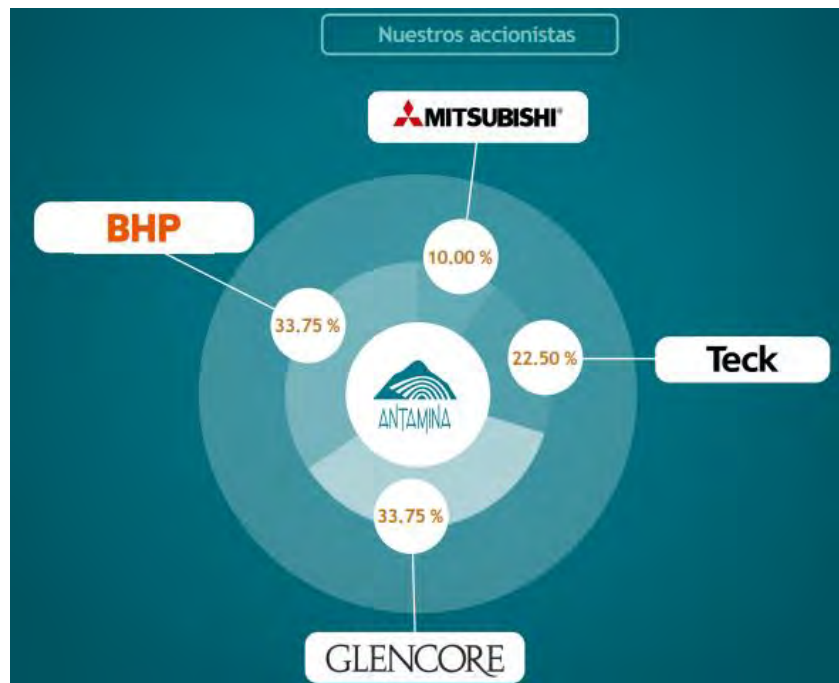 Nuestros accionistas
MITSUBISHI
BHP
10.00 %
33.75 %
22.50 %
Teck
ANTAMINA
33.75 %
GLENCORE